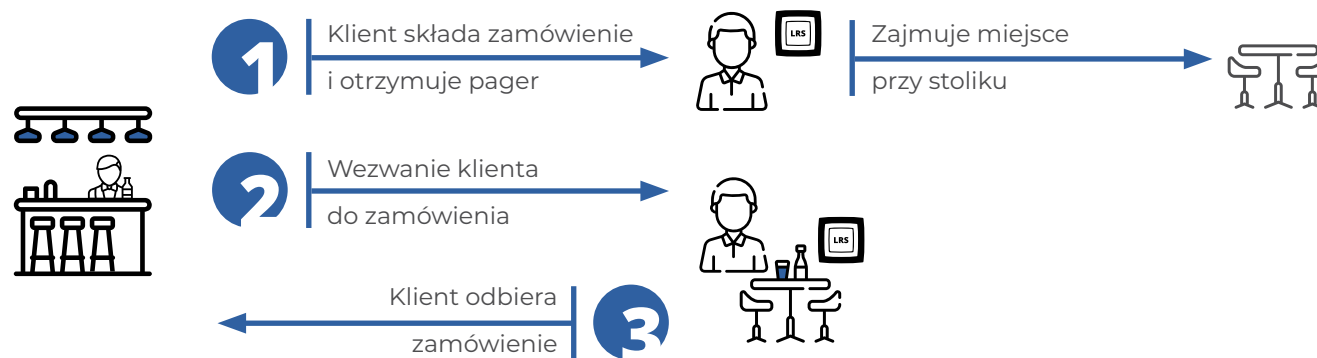 1
Klient składa zamówienie
i otrzymuje pager
LRS
Zajmuje miejsce
przy stoliku
2
Wezwanie klienta
do zamówienia
LRS
Klient odbiera
zamówienie
3